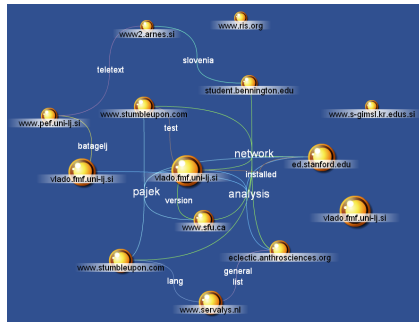 www.ris.org
www2.arnes.si
slovenia
teletext
student.bennington.edu
www.stumbleupon.com
www.s-gimsl.kr.edus.si
www.pef.uni-lj.si
test
batagelj
network
ed.stanford.edu
vlado.fmf.uni-lj.si
vlado.fmf.uni-lj.si
installed
pajek
analysis
version
vlado.fmf.uni-lj.si
www.sfu.ca
eclectic.anthrosciences.org
www.stumbleupon.com
lang
general
list
www.servalys.nl